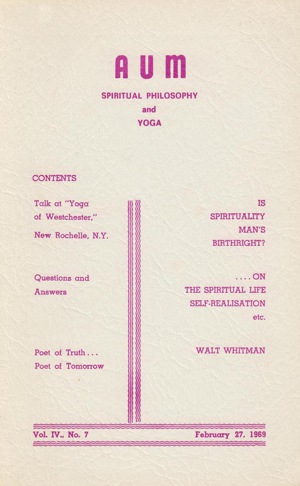 AUM
SPIRITUAL PHILOSOPHY
and
YOGA
CONTENTS
Talk at "Yoga
of Westchester,"
New Rochelle, N.Y.
IS
SPIRITUALITY
MAN'S
BIRTHRIGHT?
Questions and
Answers
....ON
THE SPIRITUAL LIFE
SELF-REALISATION
etc.
Poet of Truth...
Poet of Tomorrow
WALT WHITMAN
Vol. IV., No. 7 February 27, 1969